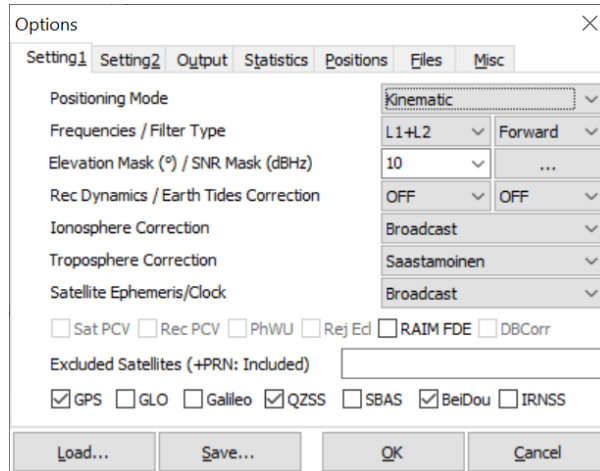 Options
Setting1 Setting2 Output Statistics Positions Files Misc
Positioning Mode Kinematic
Frequencies / Filter Type L1+L2 Forward
Elevation Mask (°) / SNR Mask (dBHz) 10 ...
Rec Dynamics / Earth Tides Correction OFF OFF
Ionosphere Correction Broadcast
Troposphere Correction Saastamoinen
Satellite Ephemeris/Clock Broadcast
Sat PCV Rec PCV PhWU Rej Ecl RAIM FDE DBCorr
Excluded Satellites (+PRN: Included)
GPS GLO Galileo QZSS SBAS BeiDou IRNSS
Load... Save... OK Cancel